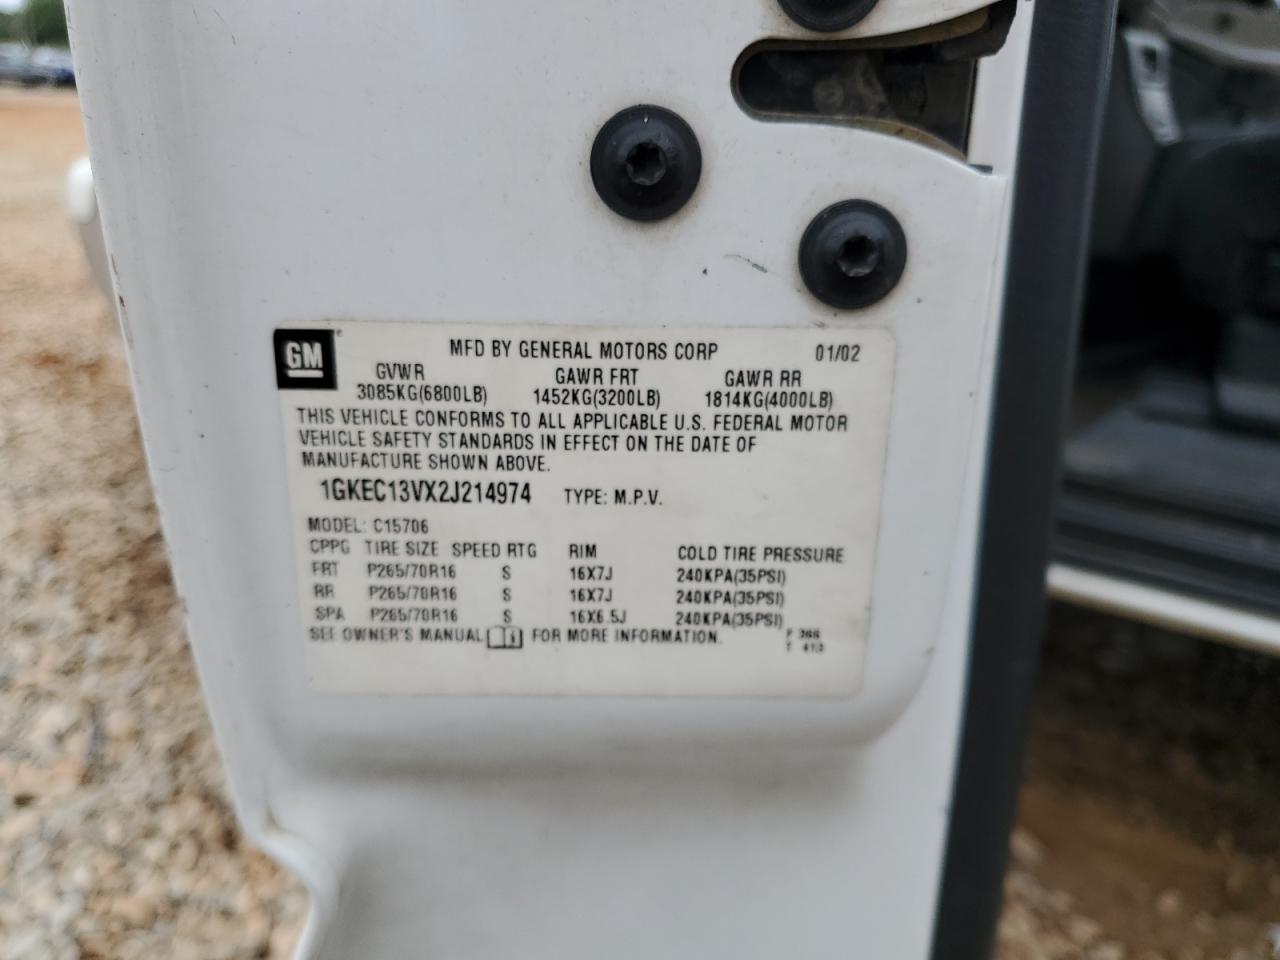 GM MFD BY GENERAL MOTORS CORP 01/02
GVWR GAWR FRT GAWR RR
3085KG(6800LB) 1452KG(3200LB) 1814KG(4000LB)
THIS VEHICLE CONFORMS TO ALL APPLICABLE U.S. FEDERAL MOTOR
VEHICLE SAFETY STANDARDS IN EFFECT ON THE DATE OF
MANUFACTURE SHOWN ABOVE.
1GKEC13VX2J214974 TYPE: M.P.V.
MODEL: C15706
CPPG TIRE SIZE SPEED RTG RIM COLD TIRE PRESSURE
FRT P265/70R16 S 16X7J 240KPA(35PSI)
RR P265/70R16 S 16X7J 240KPA(35PSI)
SPA P265/70R16 S 16X6.5J 240KPA(35PSI)
SEE OWNER'S MANUAL FOR MORE INFORMATION.